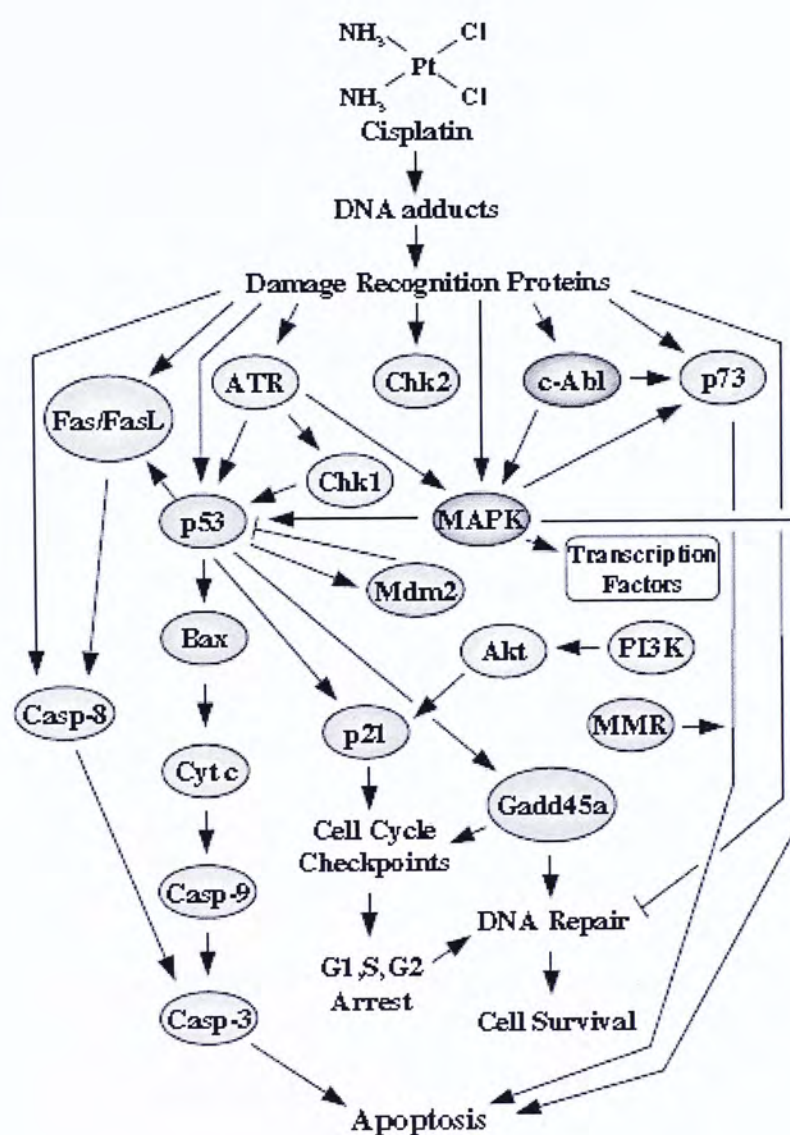 NH₃ Cl
Pt
NH₃ Cl
Cisplatin
DNA adducts
Damage Recognition Proteins
ATR Chk2 c-Abl p73
Fas/FasL
Chk1
p53 MAPK
Transcription
Factors
Mdm2
Bax
Akt PI3K
Casp-8 p21 MMR
Cyt c
Gadd45a
Cell Cycle
Checkpoints
Casp-9
DNA Repair
G1,S,G2
Arrest
Casp-3 Cell Survival
Apoptosis